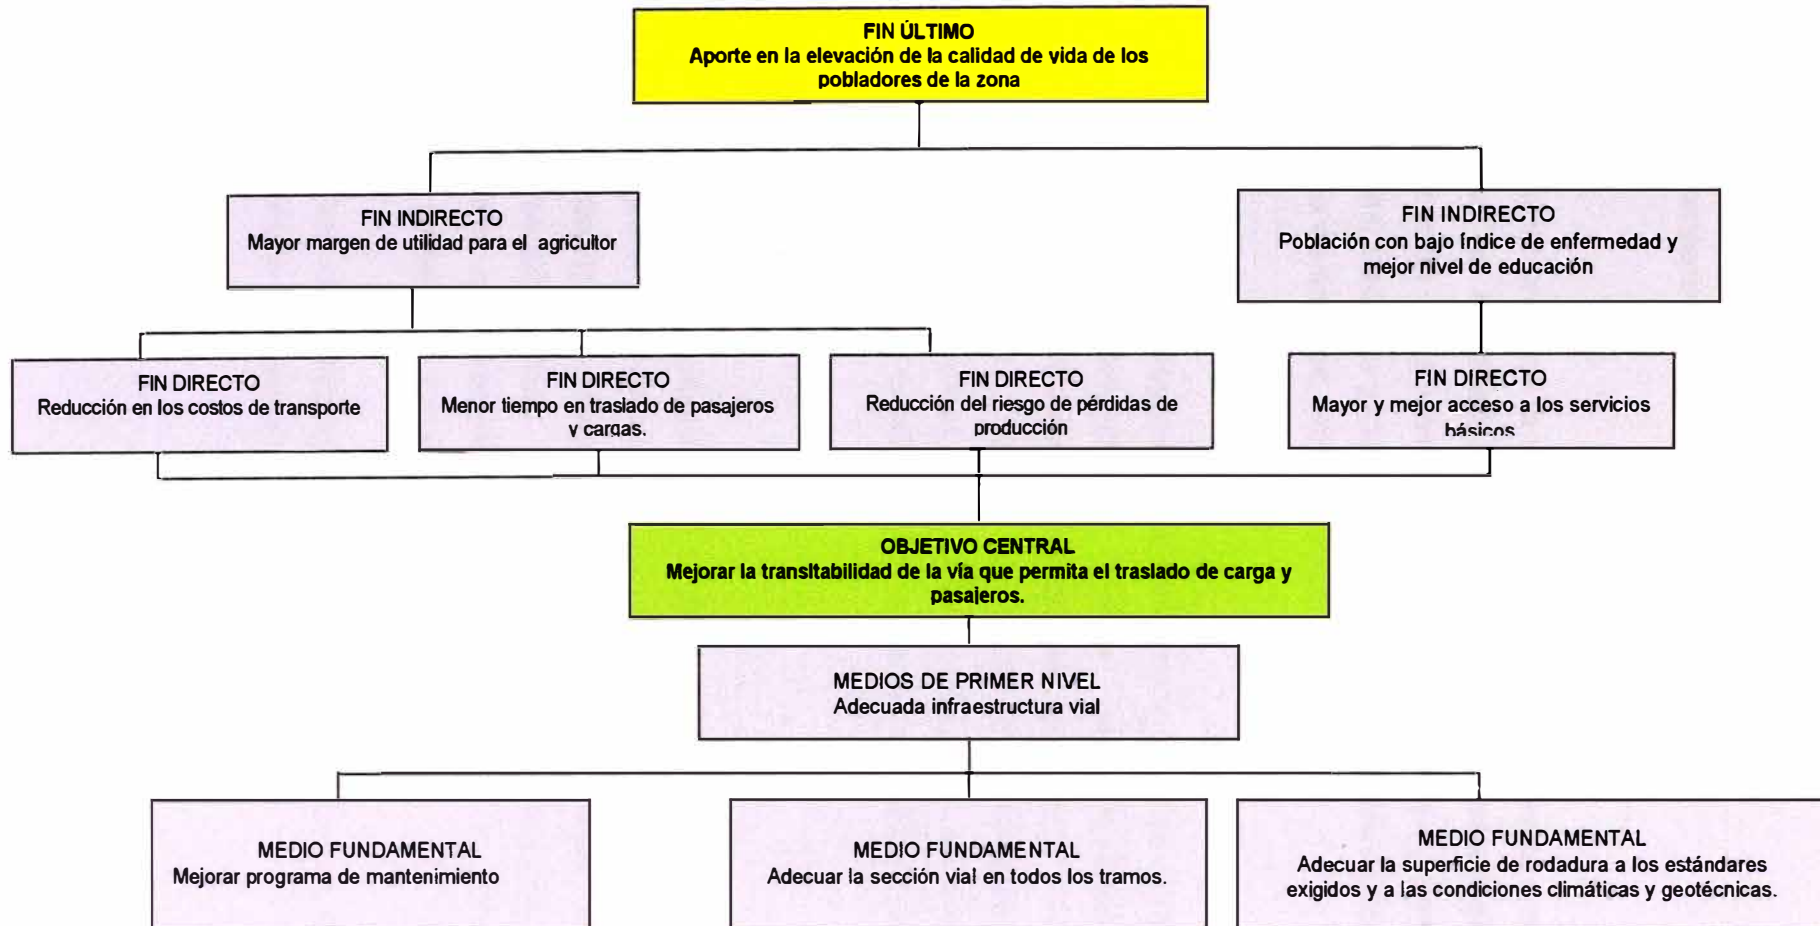 FIN ÚLTIMO
Aporte en la elevación de la calidad de vida de los
pobladores de la zona
FIN INDIRECTO
Mayor margen de utilidad para el agricultor
FIN INDIRECTO
Población con bajo índice de enfermedad y
mejor nivel de educación
FIN DIRECTO
Reducción en los costos de transporte
FIN DIRECTO
Menor tiempo en traslado de pasajeros
y cargas.
FIN DIRECTO
Reducción del riesgo de pérdidas de
producción
FIN DIRECTO
Mayor y mejor acceso a los servicios
básicos
OBJETIVO CENTRAL
Mejorar la transitabilidad de la vía que permita el traslado de carga y
pasajeros.
MEDIOS DE PRIMER NIVEL
Adecuada infraestructura vial
MEDIO FUNDAMENTAL
Mejorar programa de mantenimiento
MEDIO FUNDAMENTAL
Adecuar la sección vial en todos los tramos.
MEDIO FUNDAMENTAL
Adecuar la superficie de rodadura a los estándares
exigidos y a las condiciones climáticas y geotécnicas.